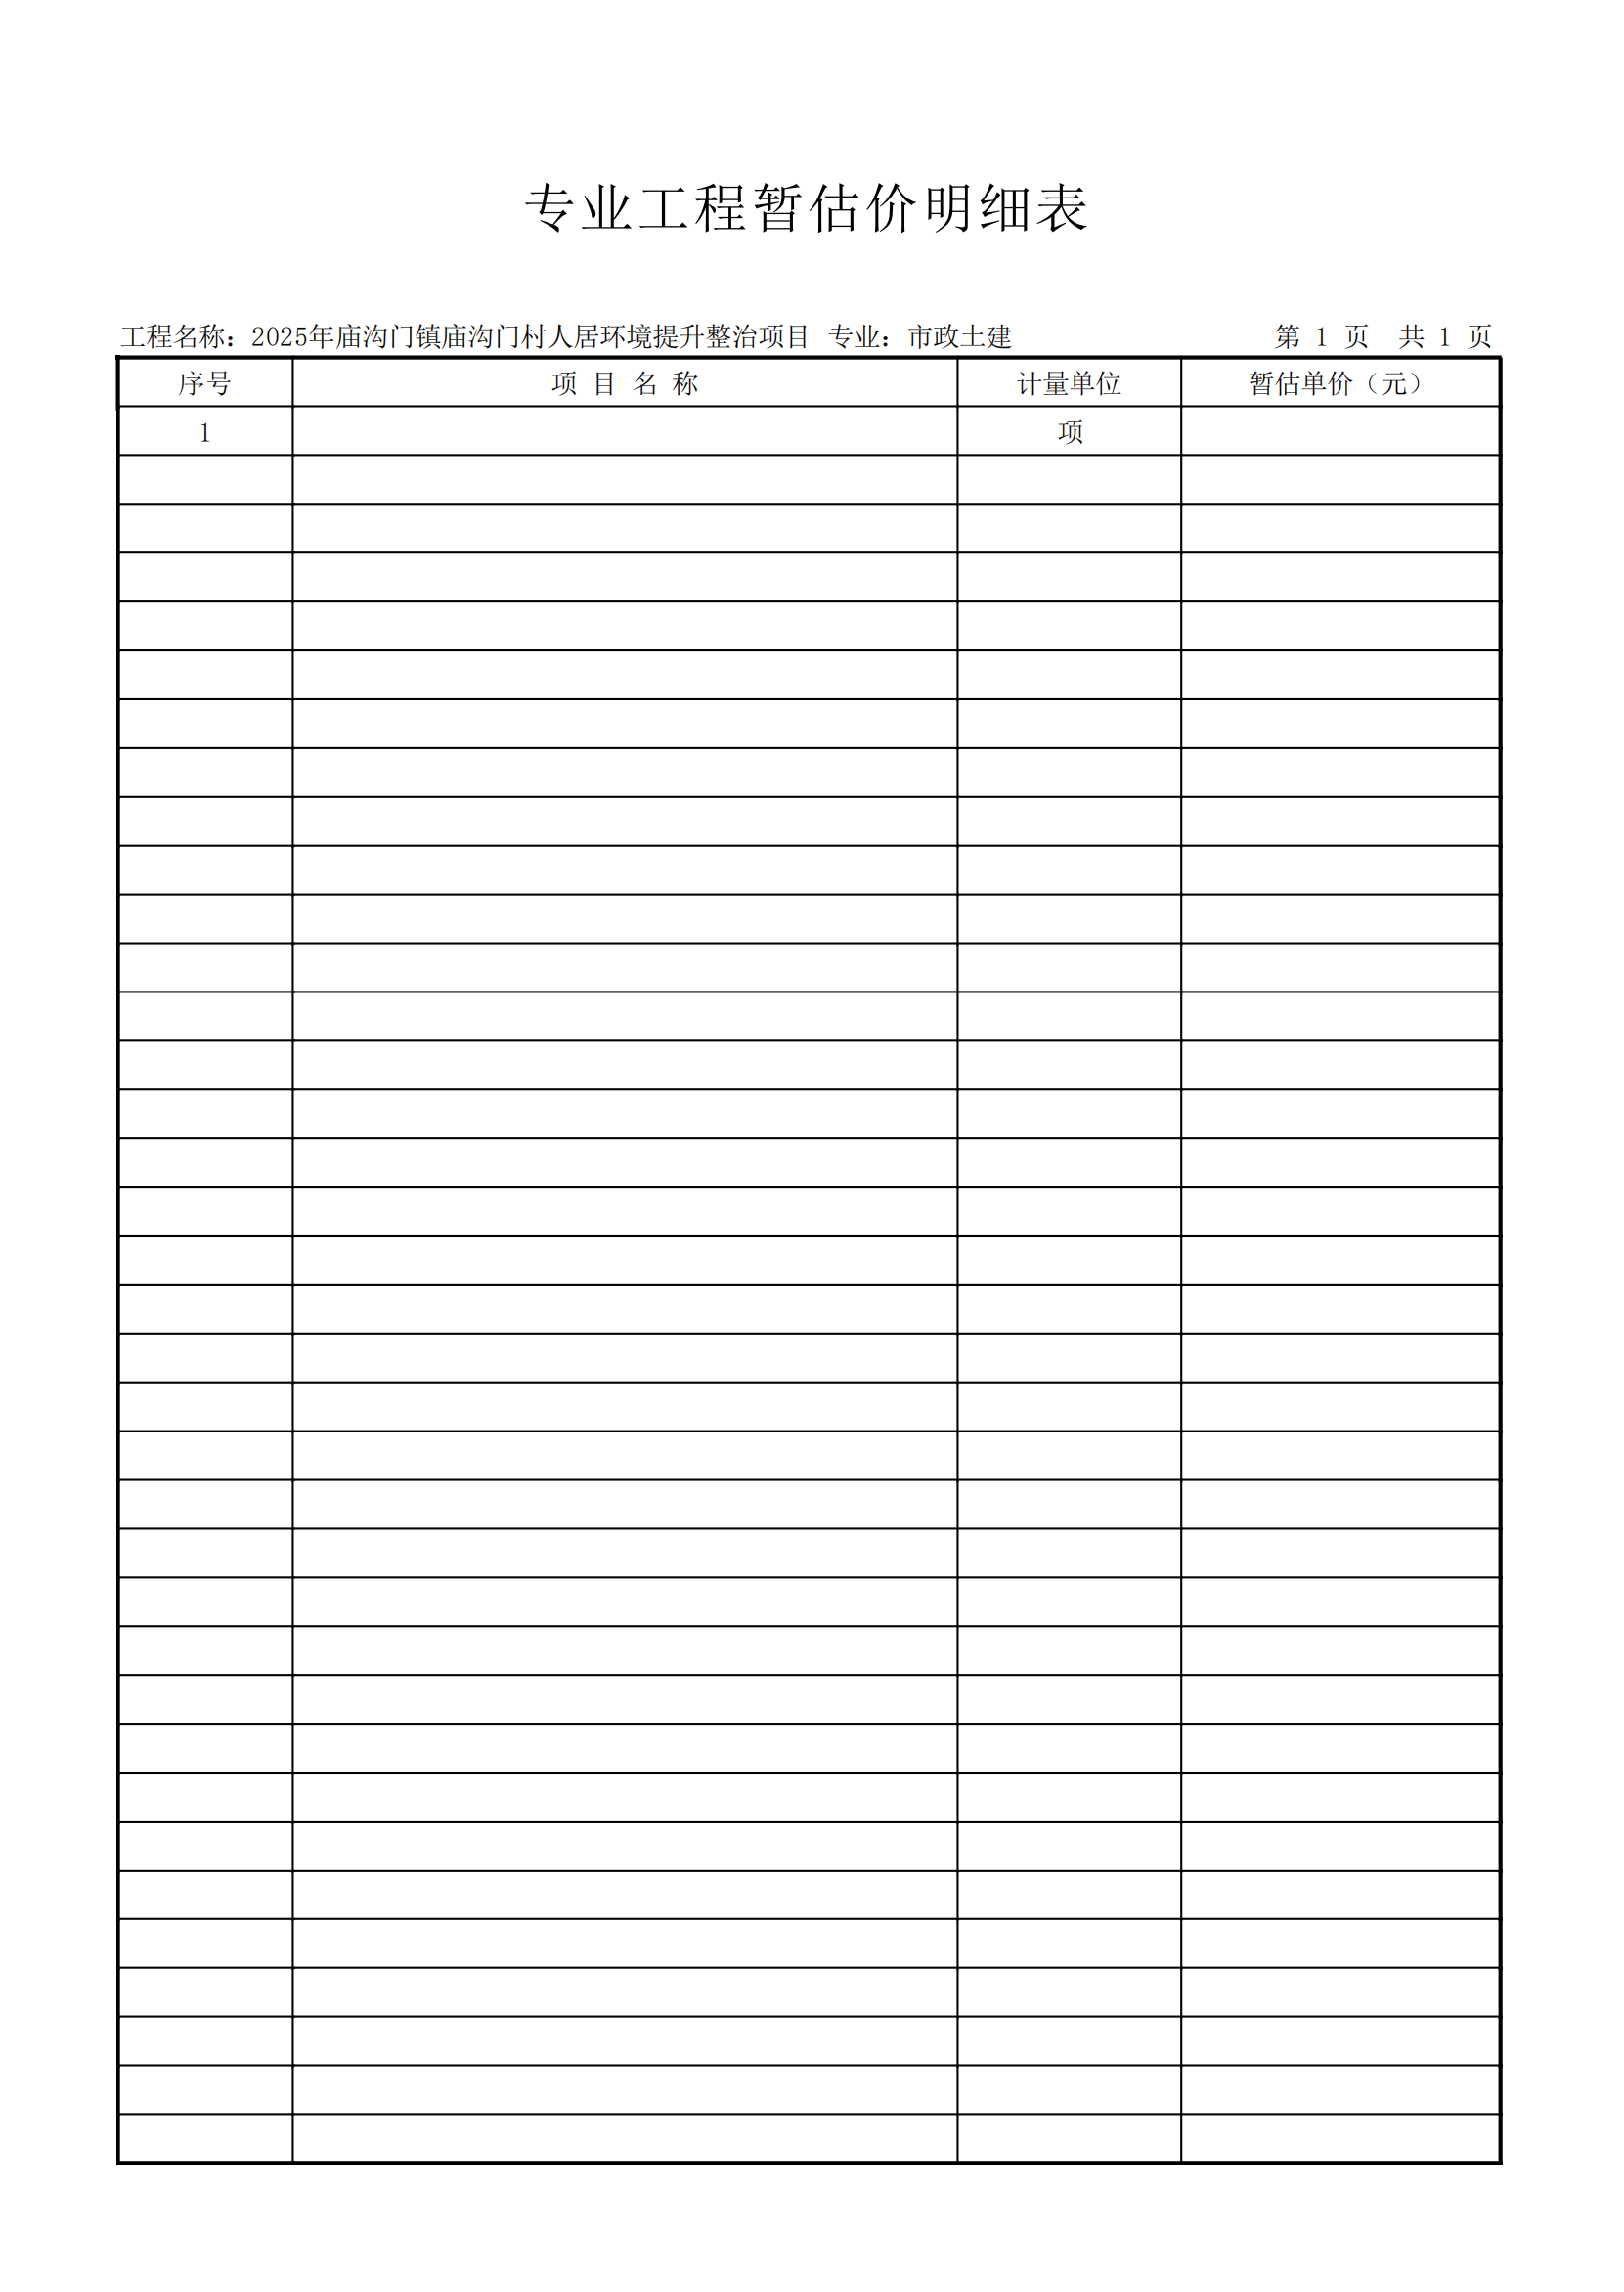 专业工程暂估价明细表
工程名称：2025年庙沟门镇庙沟门村人居环境提升整治项目 专业：市政土建 第 1 页 共 1 页
序号 项 目 名 称 计量单位 暂估单价（元）
1 项